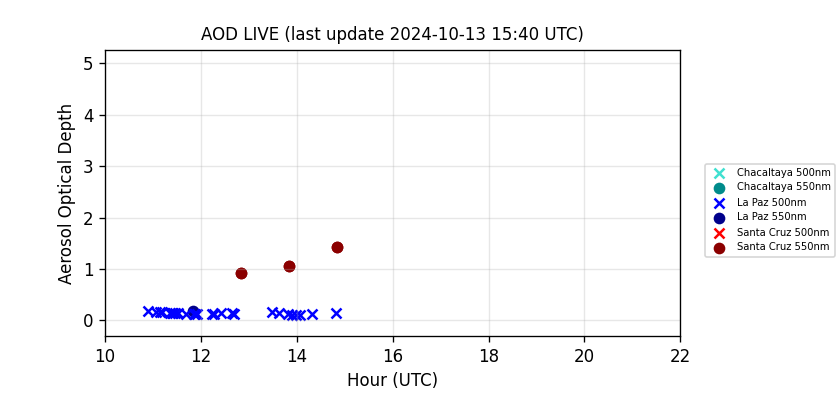 AOD LIVE (last update 2024-10-13 15:40 UTC)
5
4
3
2
1
0
Aerosol Optical Depth
10 12 14 16 18 20 22
Hour (UTC)
Chacaltaya 500nm
Chacaltaya 550nm
La Paz 500nm
La Paz 550nm
Santa Cruz 500nm
Santa Cruz 550nm